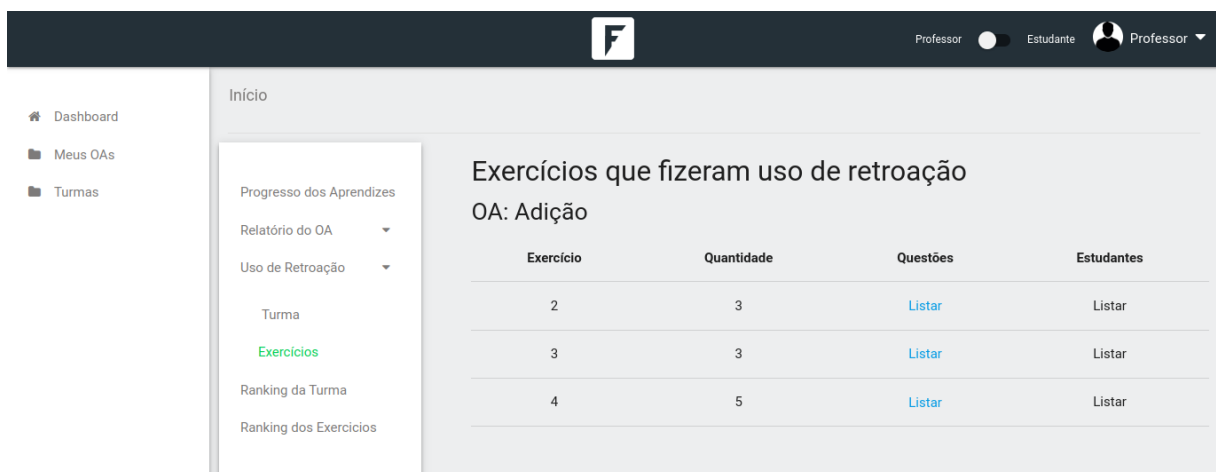 F
Professor Estudante Professor
Dashboard
Meus OAs
Turmas
Início
Progresso dos Aprendizes
Relatório do OA
Uso de Retroação
Turma
Exercícios
Ranking da Turma
Ranking dos Exercicios
Exercícios que fizeram uso de retroação
OA: Adição
Exercício Quantidade Questões Estudantes
2 3 Listar Listar
3 3 Listar Listar
4 5 Listar Listar